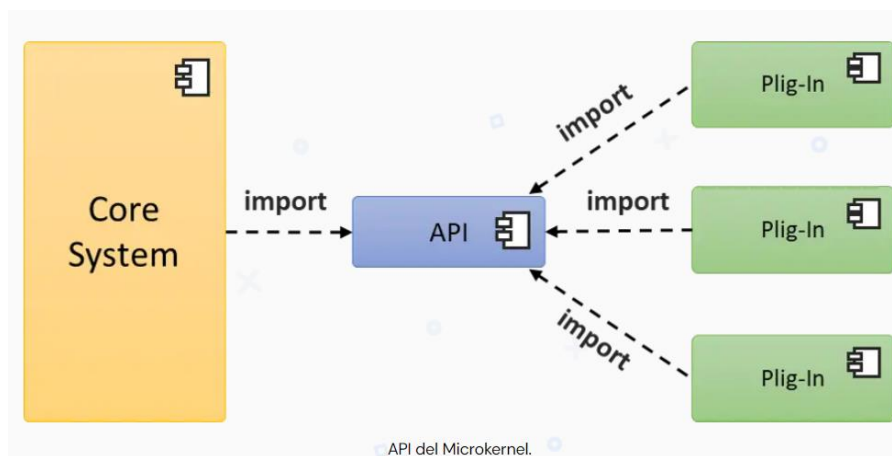 Core
System
import
API
import
import
import
Plig-In
Plig-In
Plig-In
API del Microkernel.